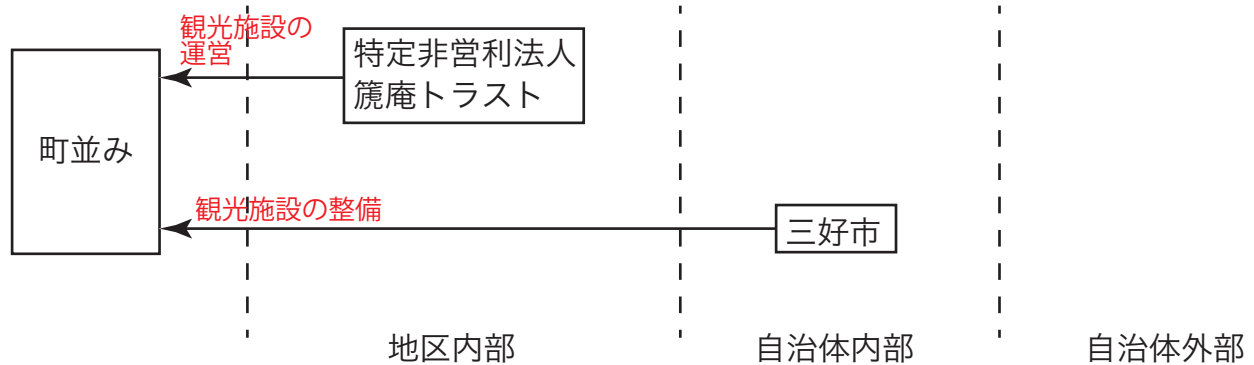 観光施設の
運営
特定非営利法人
篪庵トラスト
町並み
観光施設の整備
三好市
地区内部
自治体内部
自治体外部